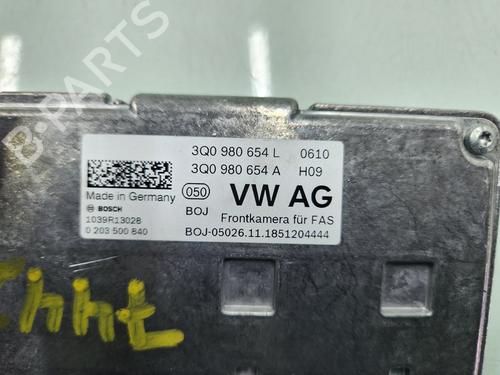 3Q0 980 654 L 0610
3Q0 980 654 A H09
Made in Germany
050 VW AG
BOSCH BOJ Frontkamera für FAS
1039R13028
0 203 500 840 BOJ-05026.11.1851204444
B-PARTS